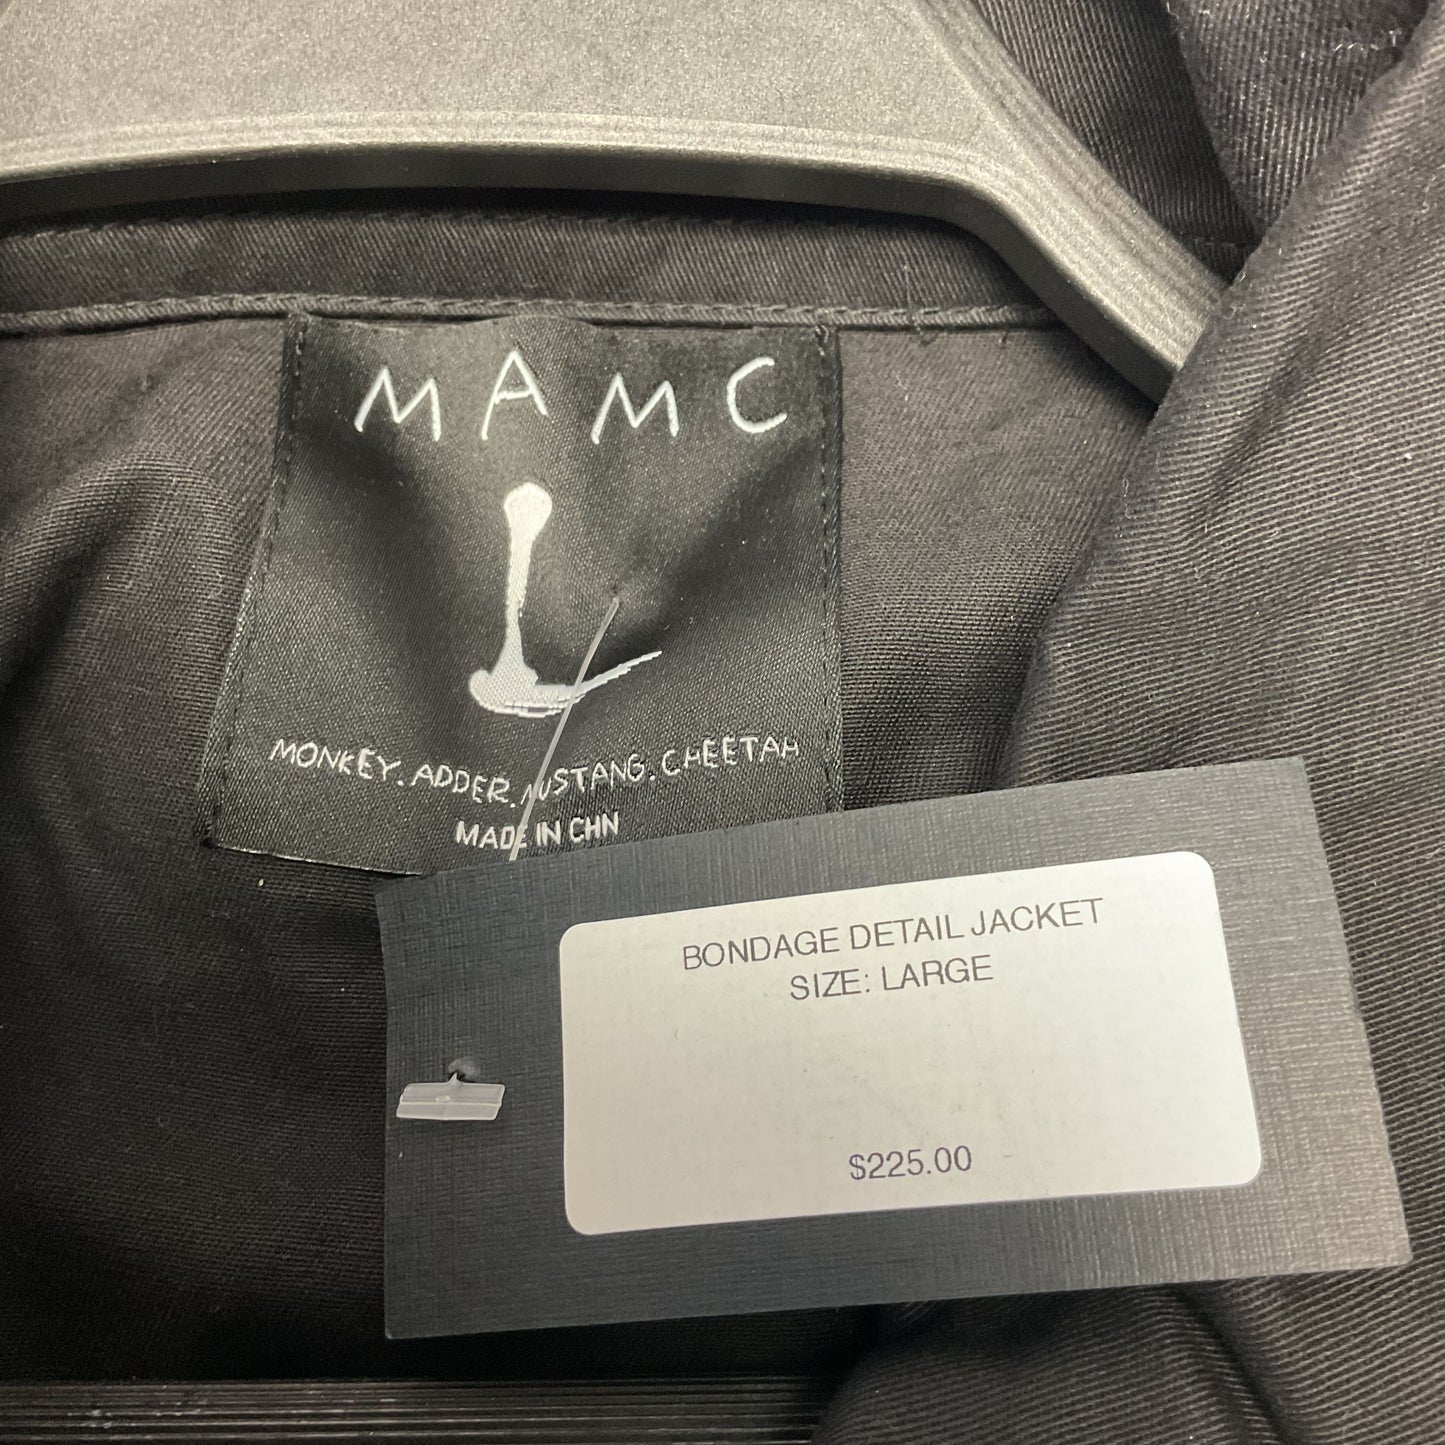 MAMC
MONKEY. ADDER. MUSTANG. CHEETAH
MADE IN CHN
BONDAGE DETAIL JACKET
SIZE: LARGE
$225.00